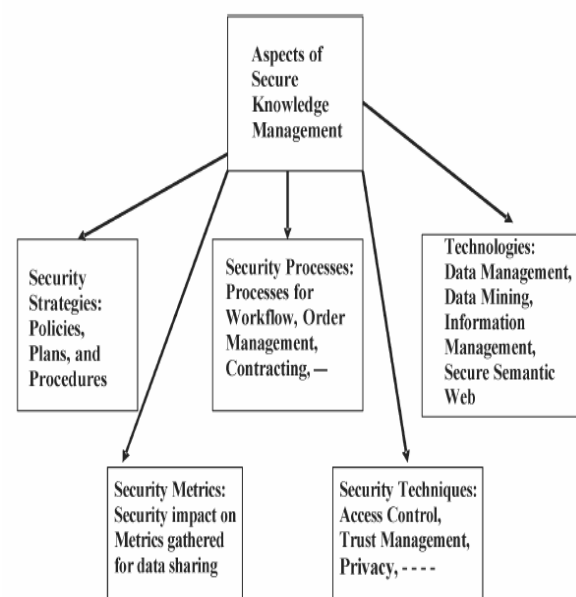 Aspects of
Secure
Knowledge
Management
Security
Strategies:
Policies,
Plans, and
Procedures
Security Processes:
Processes for
Workflow, Order
Management,
Contracting, —
Technologies:
Data Management,
Data Mining,
Information
Management,
Secure Semantic
Web
Security Metrics:
Security impact on
Metrics gathered
for data sharing
Security Techniques:
Access Control,
Trust Management,
Privacy, - - - -